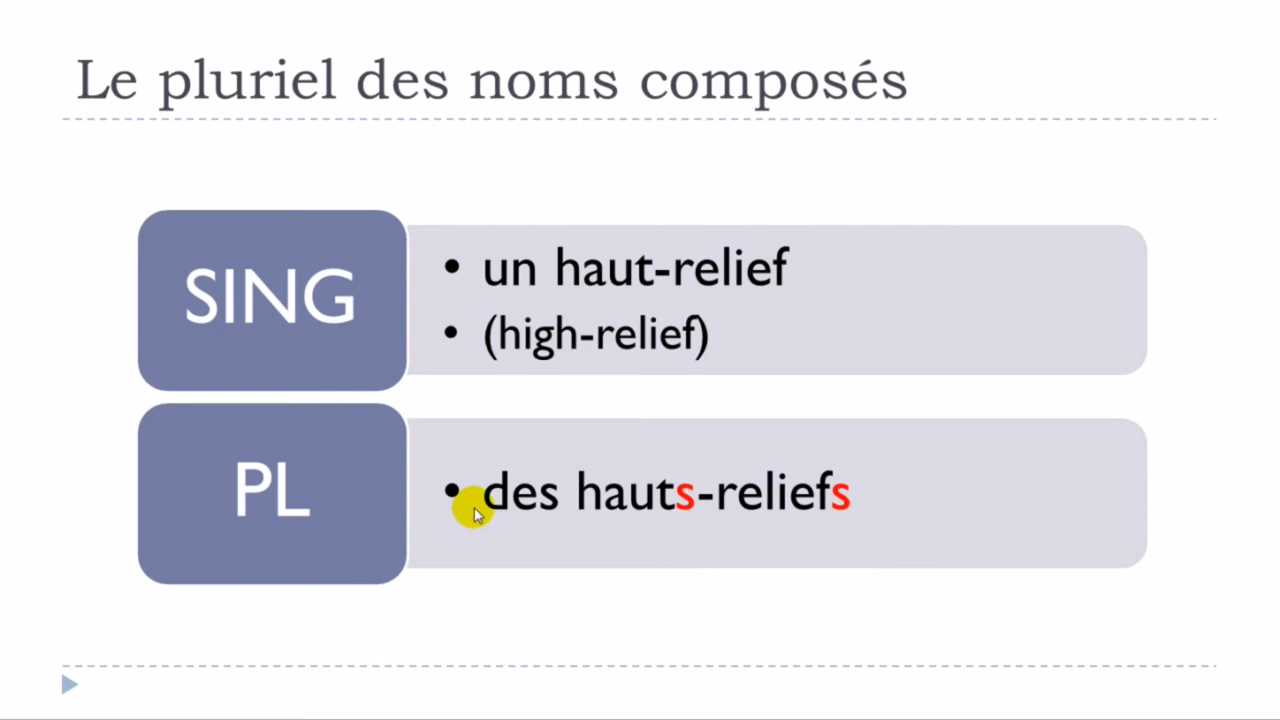 Le pluriel des noms composés
SING
• un haut-relief
• (high-relief)
PL
• des hauts-reliefs